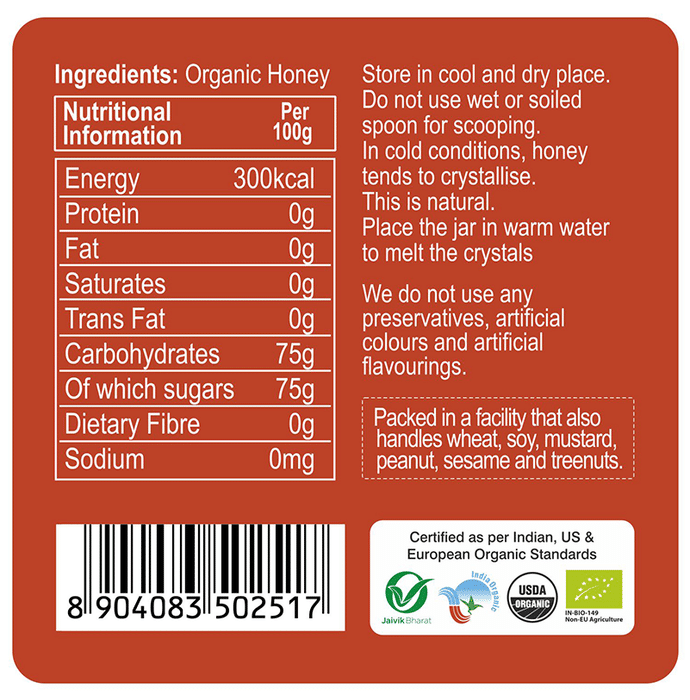 Ingredients: Organic Honey
Nutritional Information Per 100g
Energy 300kcal
Protein 0g
Fat 0g
Saturates 0g
Trans Fat 0g
Carbohydrates 75g
Of which sugars 75g
Dietary Fibre 0g
Sodium 0mg
Store in cool and dry place.
Do not use wet or soiled
spoon for scooping.
In cold conditions, honey
tends to crystallise.
This is natural.
Place the jar in warm water
to melt the crystals
We do not use any
preservatives, artificial
colours and artificial
flavourings.
Packed in a facility that also
handles wheat, soy, mustard,
peanut, sesame and treenuts.
8 904083 502517
Certified as per Indian, US &
European Organic Standards
Jaivik Bharat
India Organic
USDA
ORGANIC
IN-BIO-149
Non-EU Agriculture